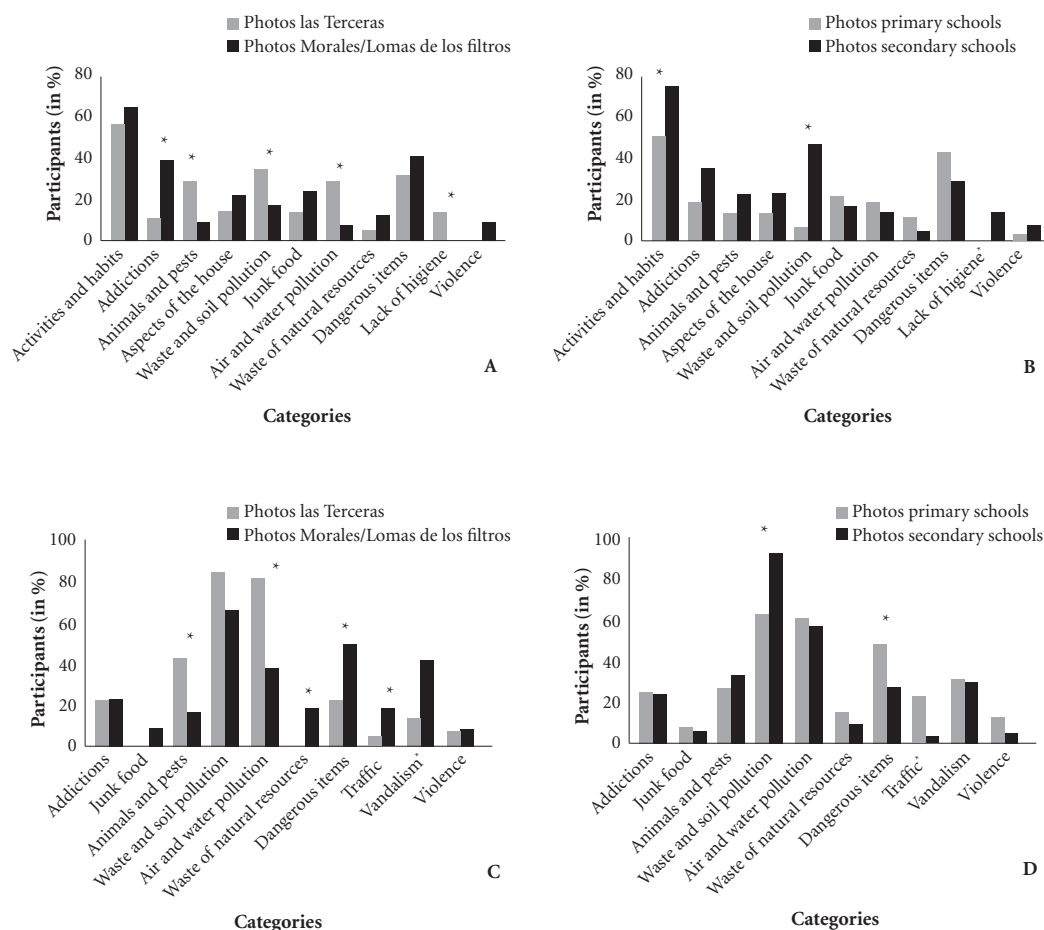 Photos las Terceras
Photos Morales/Lomas de los filtros
Participants (in %)
80
60
40
20
0
*
*
*
*
*
Activities and habits
Addictions
Animals and pests
Aspects of the house
Waste and soil pollution
Junk food
Air and water pollution
Waste of natural resources
Dangerous items
Lack of higiene
Violence
A
Categories
Photos primary schools
Photos secondary schools
Participants (in %)
80
60
40
20
0
*
*
Activities and habits
Addictions
Animals and pests
Aspects of the house
Waste and soil pollution
Junk food
Air and water pollution
Waste of natural resources
Dangerous items
Lack of higiene*
Violence
B
Categories
Photos las Terceras
Photos Morales/Lomas de los filtros
Participants (in %)
100
80
60
40
20
0
*
*
*
*
*
Addictions
Junk food
Animals and pests
Waste and soil pollution
Air and water pollution
Waste of natural resources
Dangerous items
Traffic
Vandalism*
Violence
C
Categories
Photos primary schools
Photos secondary schools
Participants (in %)
100
80
60
40
20
0
*
*
Addictions
Junk food
Animals and pests
Waste and soil pollution
Air and water pollution
Waste of natural resources
Dangerous items
Traffic*
Vandalism
Violence
D
Categories